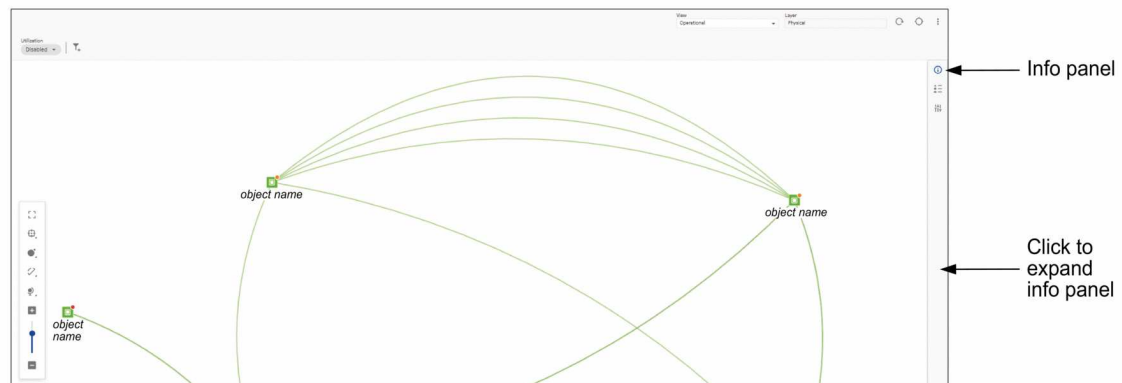 View
Operational
Layer
Physical
Utilization
Disabled
Info panel
object name
object name
Click to
expand
info panel
object
name